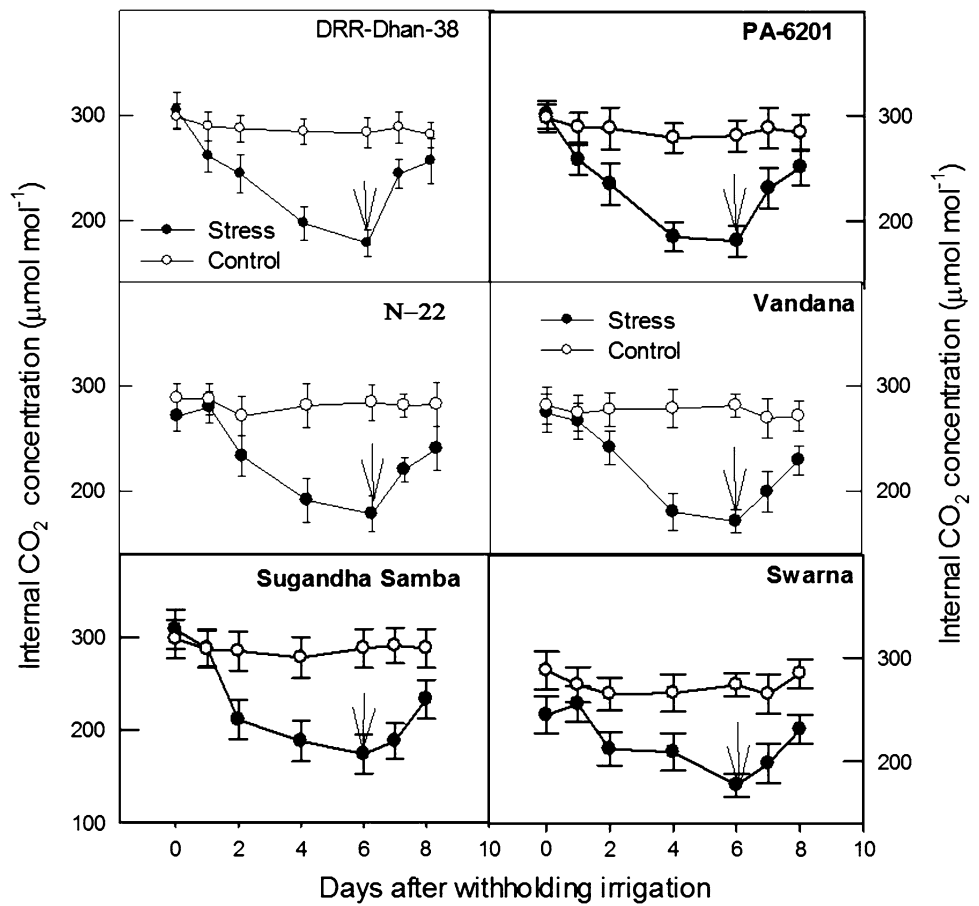 DRR-Dhan-38
PA-6201
300
200
300
200
Stress
Control
N–22
Vandana
Stress
Control
300
200
300
200
Sugandha Samba
Swarna
300
200
100
300
200
0 2 4 6 8 0 2 4 6 8 10
Days after withholding irrigation
Internal CO₂ concentration (μmol mol⁻¹)
Internal CO₂ concentration (μmol mol⁻¹)